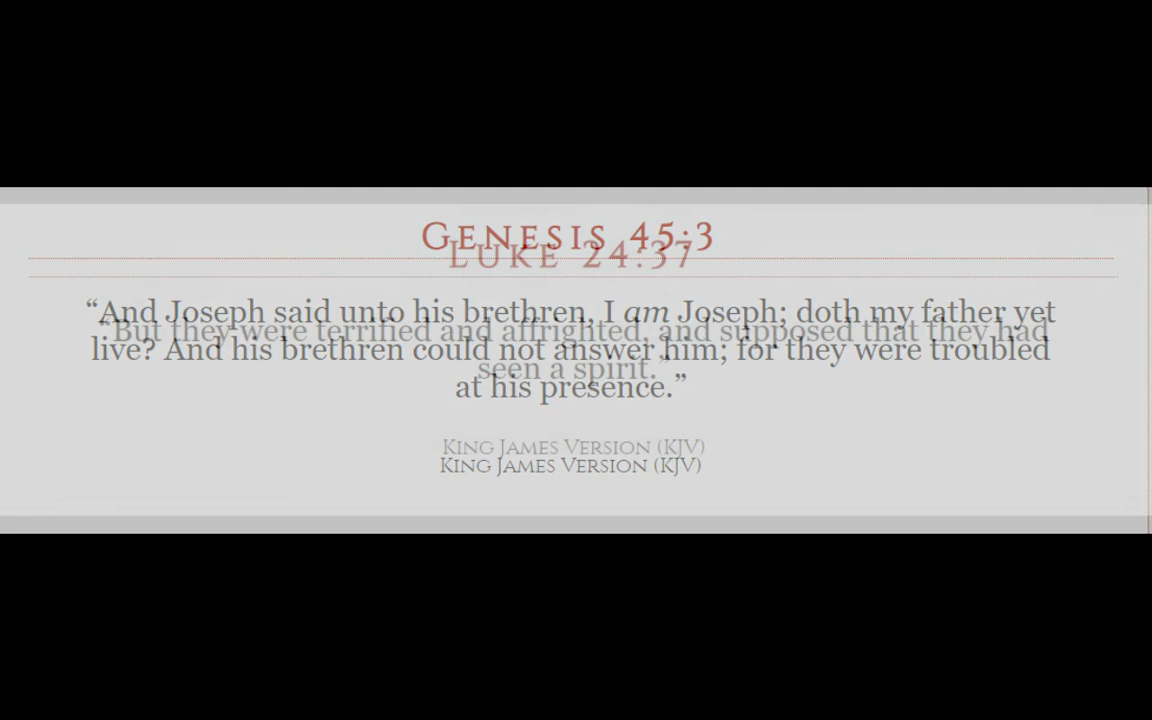 GENESIS 45:3
LUKE 24:37
“And Joseph said unto his brethren, I am Joseph; doth my father yet
“But they were terrified and affrighted, and supposed that they had
live? And his brethren could not answer him; for they were troubled
seen a spirit.”
at his presence.”
KING JAMES VERSION (KJV)
KING JAMES VERSION (KJV)